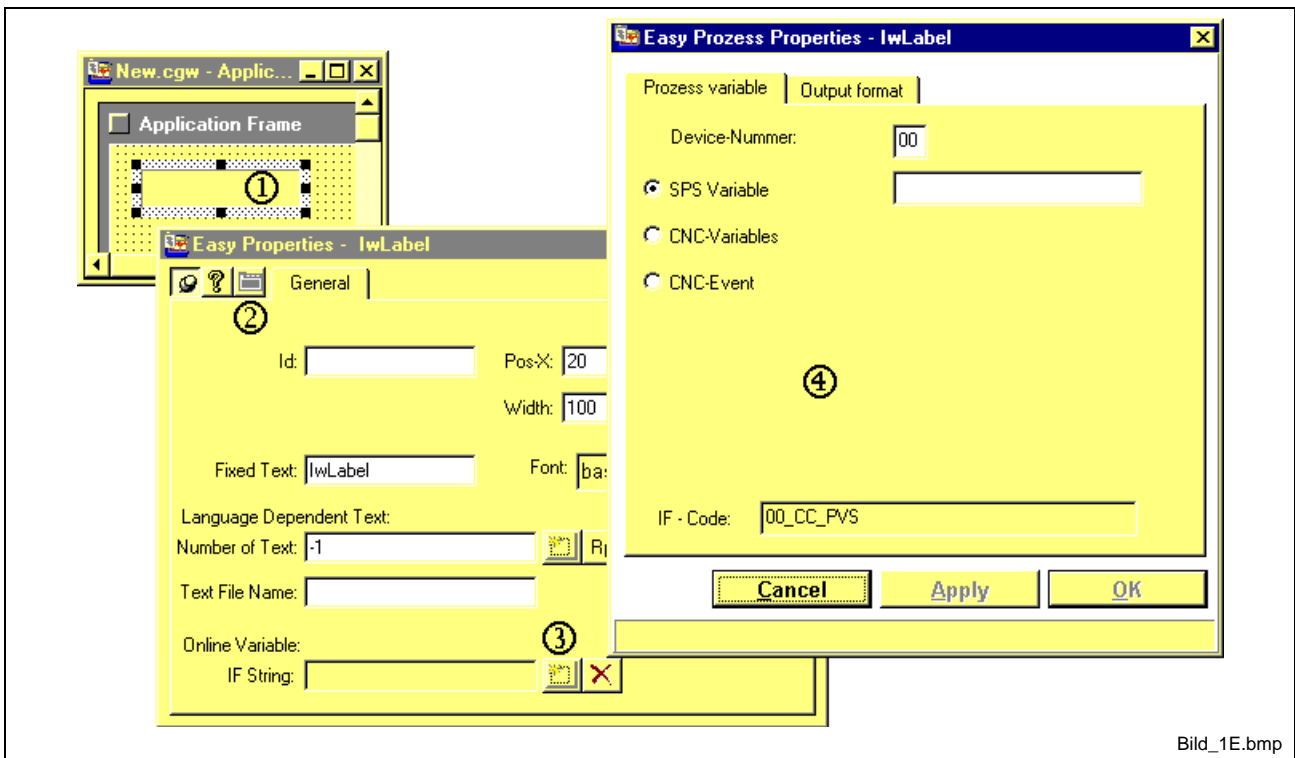 New.cgw - Applic...
Application Frame
①
Easy Properties - IwLabel
General
②
Id:
Pos-X: 20
Width: 100
Fixed Text: IwLabel
Font:
Language Dependent Text:
Number of Text: -1
Text File Name:
Online Variable:
③
IF String:
Easy Prozess Properties - IwLabel
Prozess variable
Output format
Device-Nummer: 00
SPS Variable
CNC-Variables
CNC-Event
④
IF - Code: 00_CC_PVS
Cancel Apply OK
Bild_1E.bmp